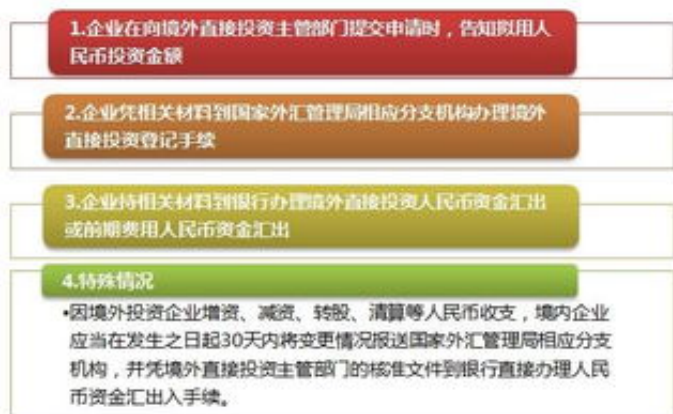 1.企业在向境外直接投资主管部门提交申请时，告知拟用人
民币投资金额
2.企业凭相关材料到国家外汇管理局相应分支机构办理境外
直接投资登记手续
3.企业持相关材料到银行办理境外直接投资人民币资金汇出
或前期费用人民币资金汇出
4.特殊情况
•因境外投资企业增资、减资、转股、清算等人民币收支，境内企业
应当在发生之日起30天内将变更情况报送国家外汇管理局相应分支
机构，并凭境外直接投资主管部门的核准文件到银行直接办理人民
币资金汇出入手续。